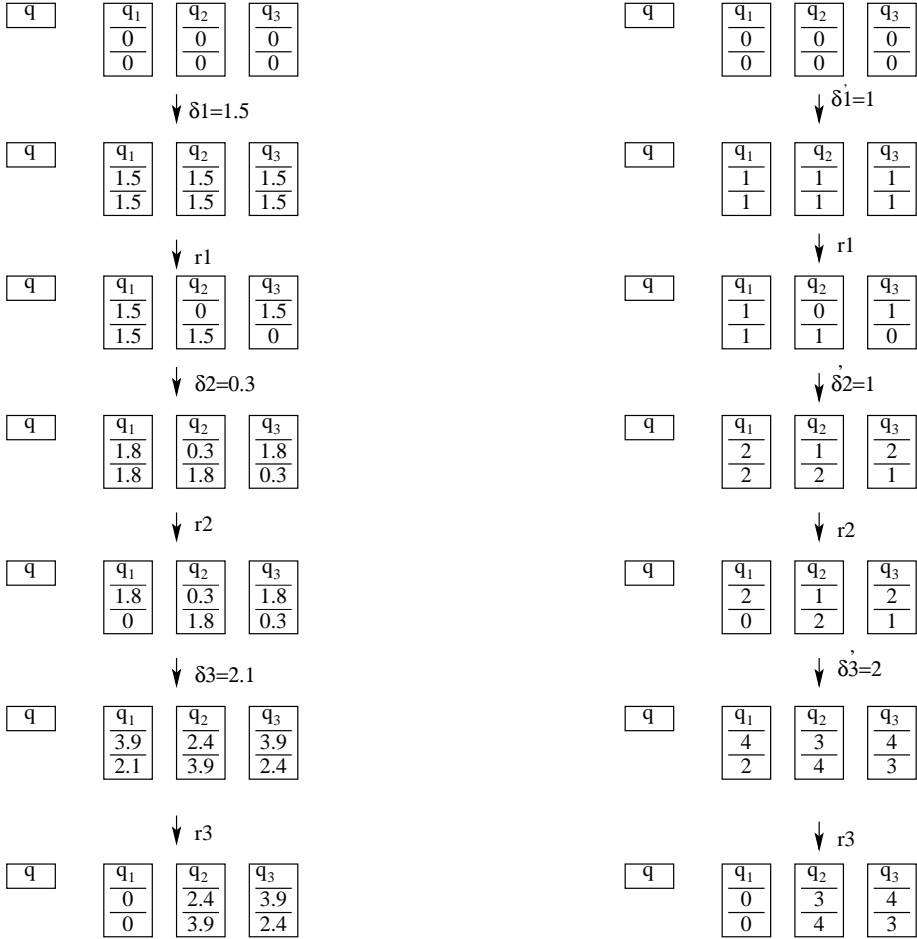 q q₁ q₂ q₃ q q₁ q₂ q₃
0 0 0 0 0 0
0 0 0 0 0 0
δ1=1.5 δ'1=1
q q₁ q₂ q₃ q q₁ q₂ q₃
1.5 1.5 1.5 1 1 1
1.5 1.5 1.5 1 1 1
r1 r1
q q₁ q₂ q₃ q q₁ q₂ q₃
1.5 0 1.5 1 0 1
1.5 1.5 0 1 1 0
δ2=0.3 δ'2=1
q q₁ q₂ q₃ q q₁ q₂ q₃
1.8 0.3 1.8 2 1 2
1.8 1.8 0.3 2 2 1
r2 r2
q q₁ q₂ q₃ q q₁ q₂ q₃
1.8 0.3 1.8 2 1 2
0 1.8 0.3 0 2 1
δ3=2.1 δ'3=2
q q₁ q₂ q₃ q q₁ q₂ q₃
3.9 2.4 3.9 4 3 4
2.1 3.9 2.4 2 4 3
r3 r3
q q₁ q₂ q₃ q q₁ q₂ q₃
0 2.4 3.9 0 3 4
0 3.9 2.4 0 4 3